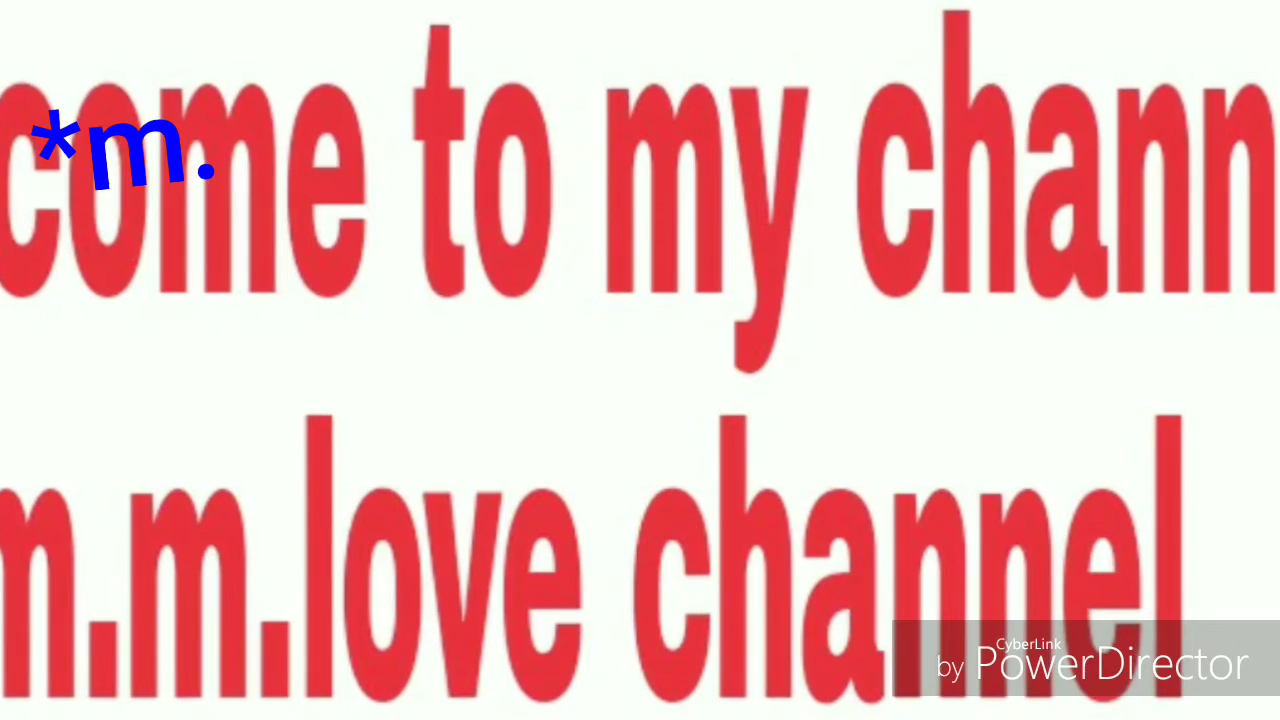 come to my chann
*m.
m.m.love channel
CyberLink
by PowerDirector